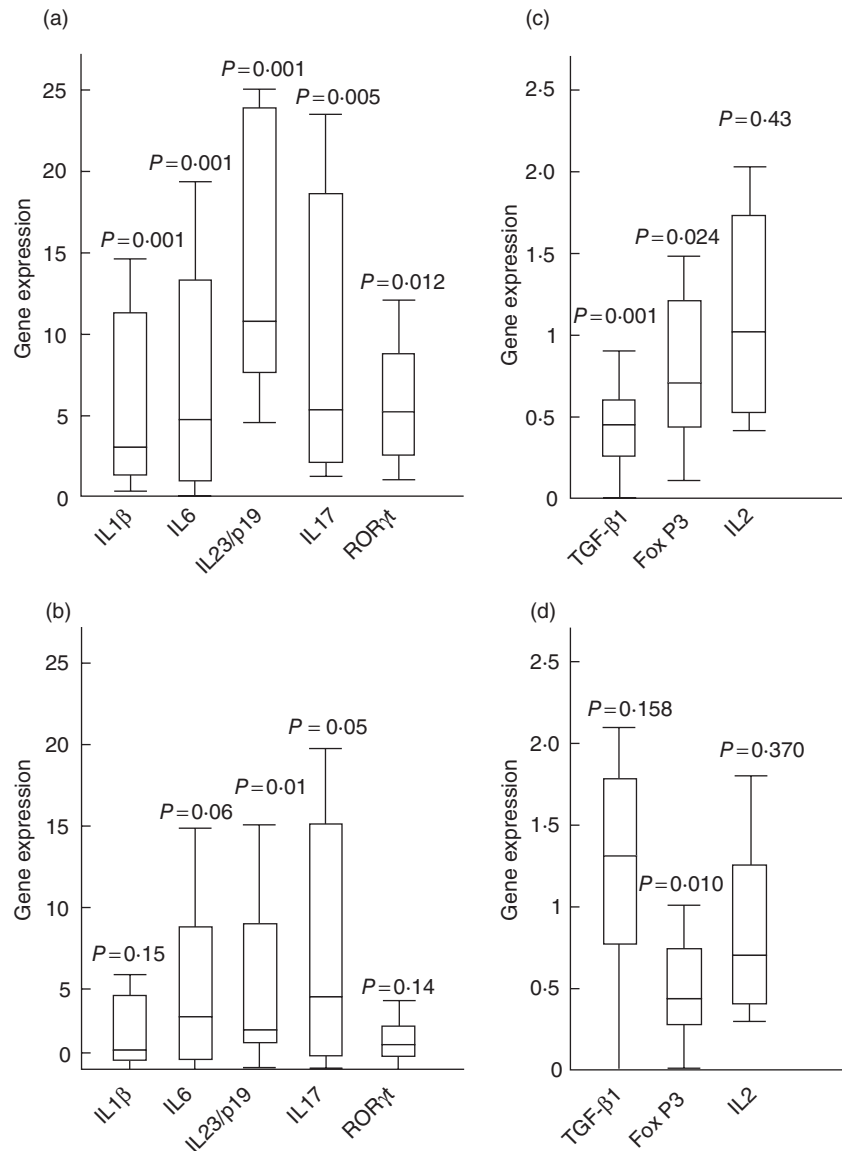 (a)
Gene expression
25
20
15
10
5
0
P=0·001
P=0·001
P=0·001
P=0·005
P=0·012
IL1β
IL6
IL23/p19
IL17
RORγt
(c)
Gene expression
2·5
2·0
1·5
1
0·5
0
P=0·001
P=0·024
P=0·43
TGF-β1
Fox P3
IL2
(b)
Gene expression
25
20
15
10
5
0
P=0·15
P=0·06
P=0·01
P = 0·05
P=0·14
IL1β
IL6
IL23/p19
IL17
RORγt
(d)
Gene expression
2·5
2·0
1·5
1
0·5
0
P=0·158
P=0·010
P=0·370
TGF-β1
Fox P3
IL2